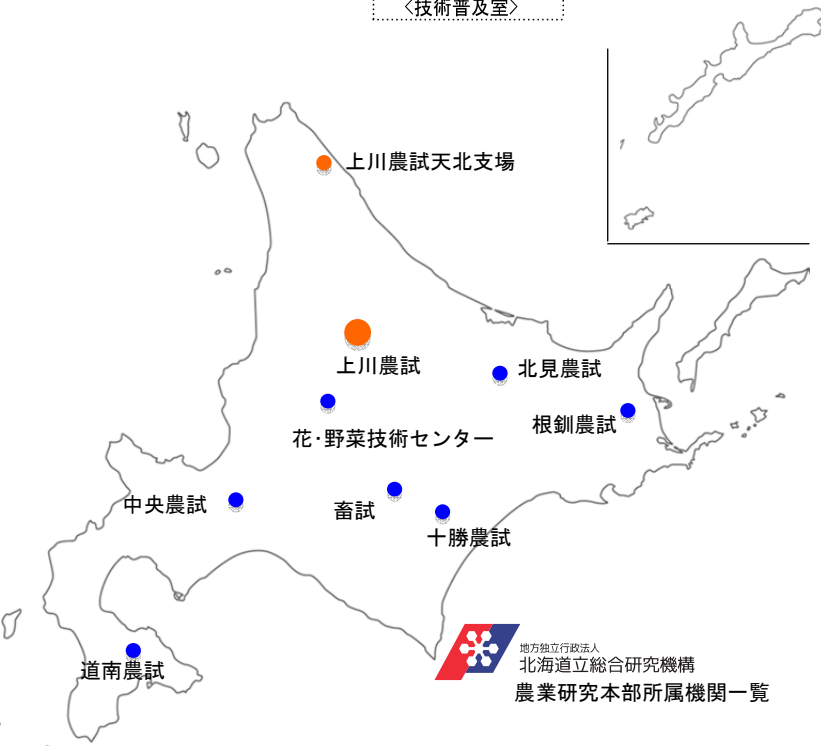 〈技術普及室〉
上川農試天北支場
上川農試
北見農試
根釧農試
花・野菜技術センター
中央農試
畜試
十勝農試
道南農試
地方独立行政法人
北海道立総合研究機構
農業研究本部所属機関一覧